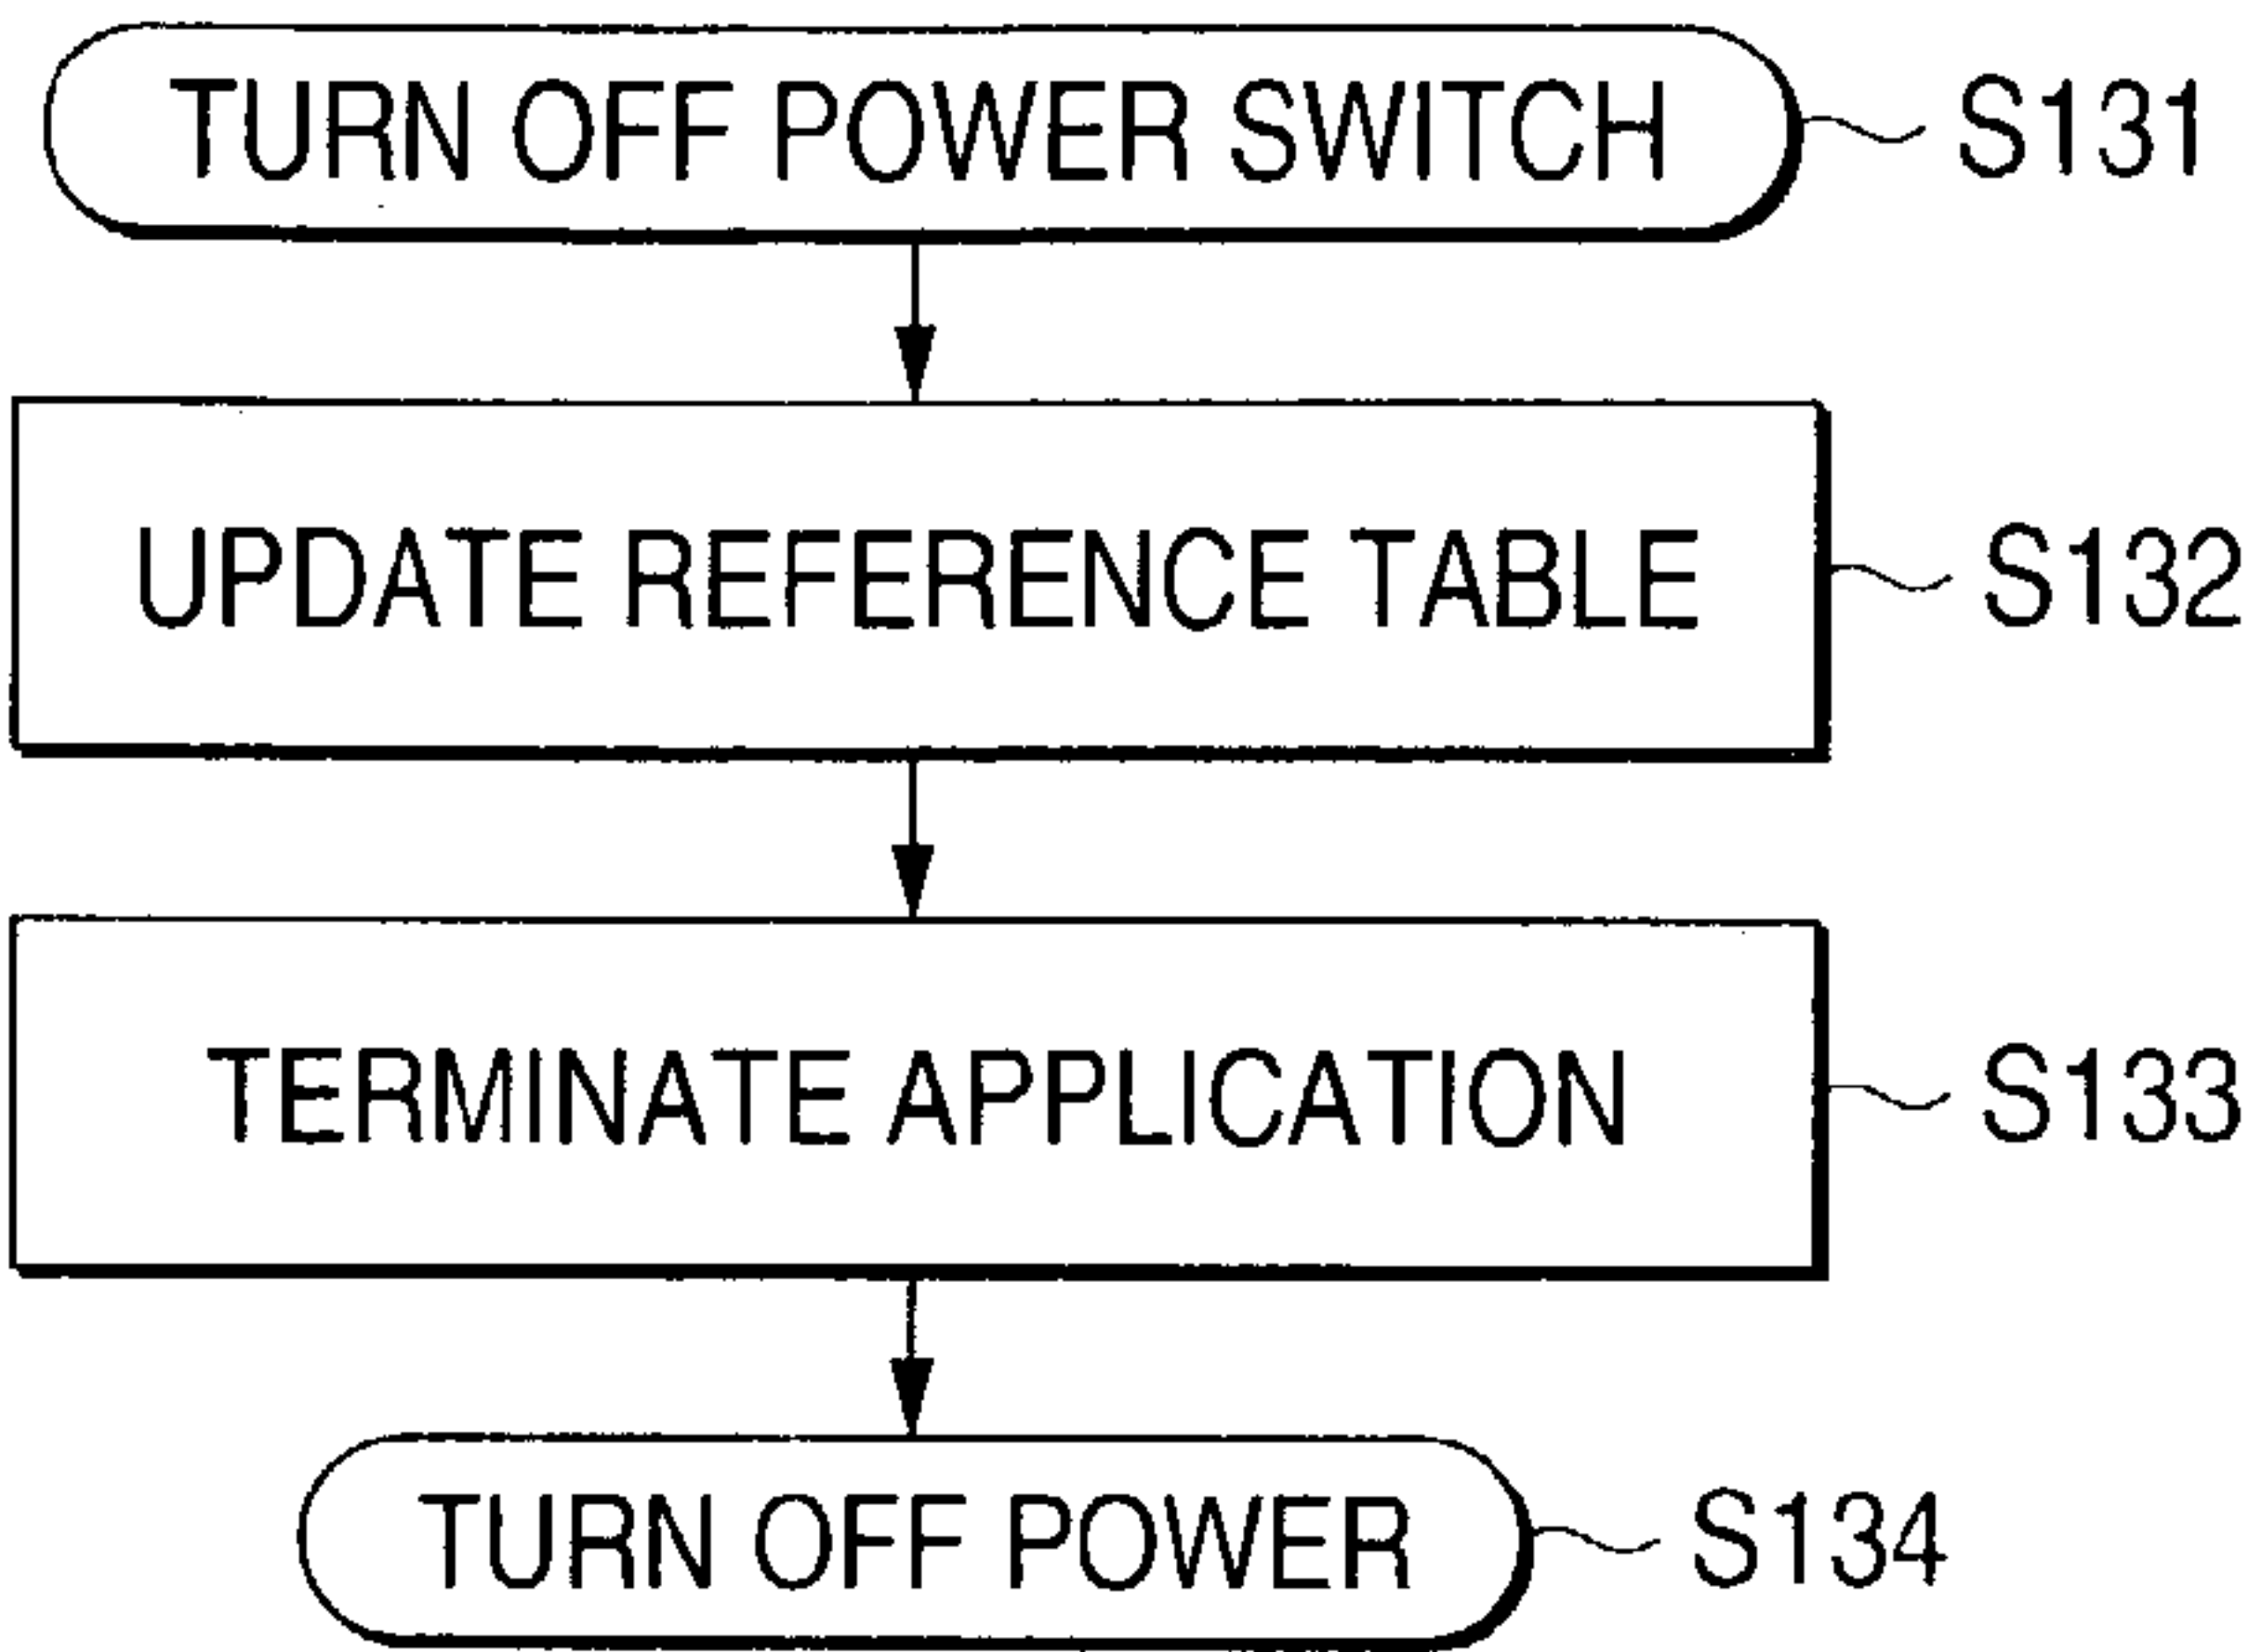 TURN OFF POWER SWITCH S131
UPDATE REFERENCE TABLE S132
TERMINATE APPLICATION S133
TURN OFF POWER S134